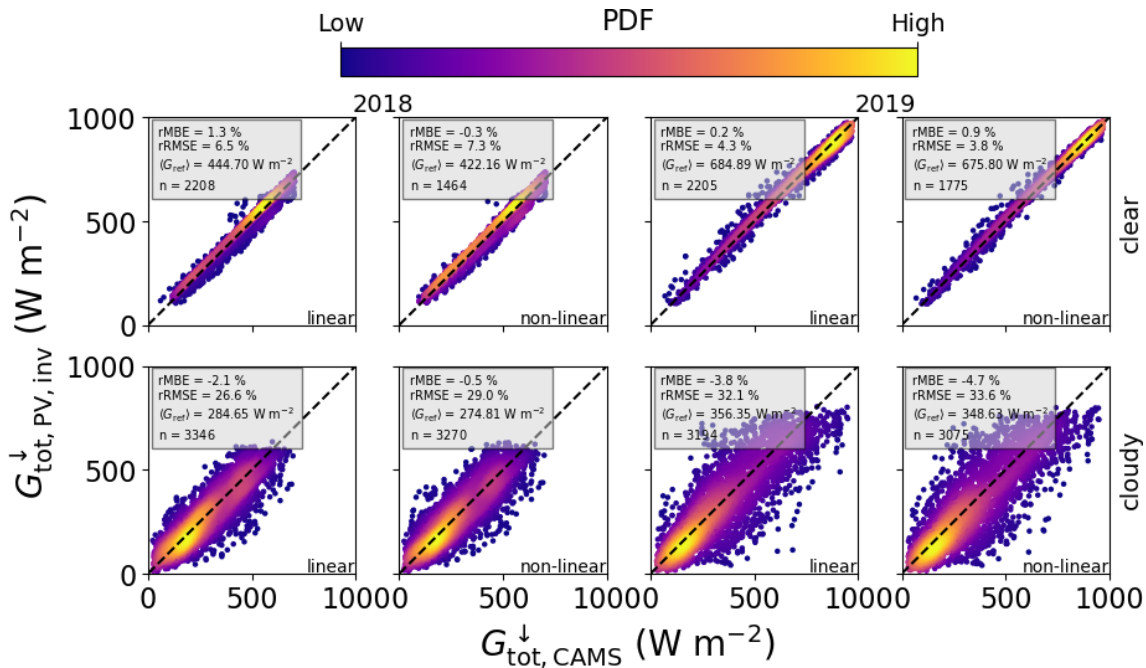 PDF
Low
High
2018
2019
1000
500
0
rMBE = 1.3 %
rRMSE = 6.5 %
⟨G_ref⟩ = 444.70 W m⁻²
n = 2208
linear
rMBE = -0.3 %
rRMSE = 7.3 %
⟨G_ref⟩ = 422.16 W m⁻²
n = 1464
non-linear
rMBE = 0.2 %
rRMSE = 4.3 %
⟨G_ref⟩ = 684.89 W m⁻²
n = 2205
linear
rMBE = 0.9 %
rRMSE = 3.8 %
⟨G_ref⟩ = 675.80 W m⁻²
n = 1775
non-linear
clear
G↓tot, PV, inv (W m⁻²)
1000
500
0
rMBE = -2.1 %
rRMSE = 26.6 %
⟨G_ref⟩ = 284.65 W m⁻²
n = 3346
linear
rMBE = -0.5 %
rRMSE = 29.0 %
⟨G_ref⟩ = 274.81 W m⁻²
n = 3270
non-linear
rMBE = -3.8 %
rRMSE = 32.1 %
⟨G_ref⟩ = 356.35 W m⁻²
n = 3194
linear
rMBE = -4.7 %
rRMSE = 33.6 %
⟨G_ref⟩ = 348.63 W m⁻²
n = 3075
non-linear
cloudy
0 500 1000 500 1000 500 1000 500 1000
G↓tot, CAMS (W m⁻²)